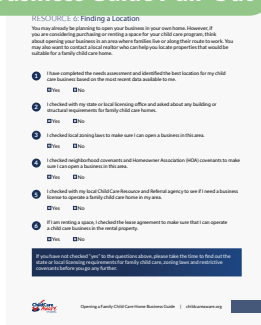 RESOURCE 6: Finding a Location
You may already be planning to open your business in your own home. However, if
you are considering purchasing or renting a space for your child care program, think
about opening your business in an area where families live or along their route to work. You
may also want to contact a local realtor who can help you locate properties that would be
suitable for a family child care home.
1 I have completed the needs assessment and identified the best location for my child
care business based on the most recent data available to me.
Yes No
2 I checked with my state or local licensing office and asked about any building or
structural requirements for family child care homes.
Yes No
3 I checked local zoning laws to make sure I can open a business in this area.
Yes No
4 I checked neighborhood covenants and Homeowner Association (HOA) covenants to make
sure I can open a business in this area.
Yes No
5 I checked with my local Child Care Resource and Referral agency to see if I need a business
license to operate a family child care home in my area.
Yes No
6 If I am renting a space, I checked the lease agreement to make sure that I can operate
a child care business in the rental property.
Yes No
If you have not checked "yes" to the questions above, please take the time to find out the
state or local licensing requirements for family child care, zoning laws and restrictive
covenants before you go any further.
ChildCare
Aware
Opening a Family Child Care Home Business Guide | childcareaware.org